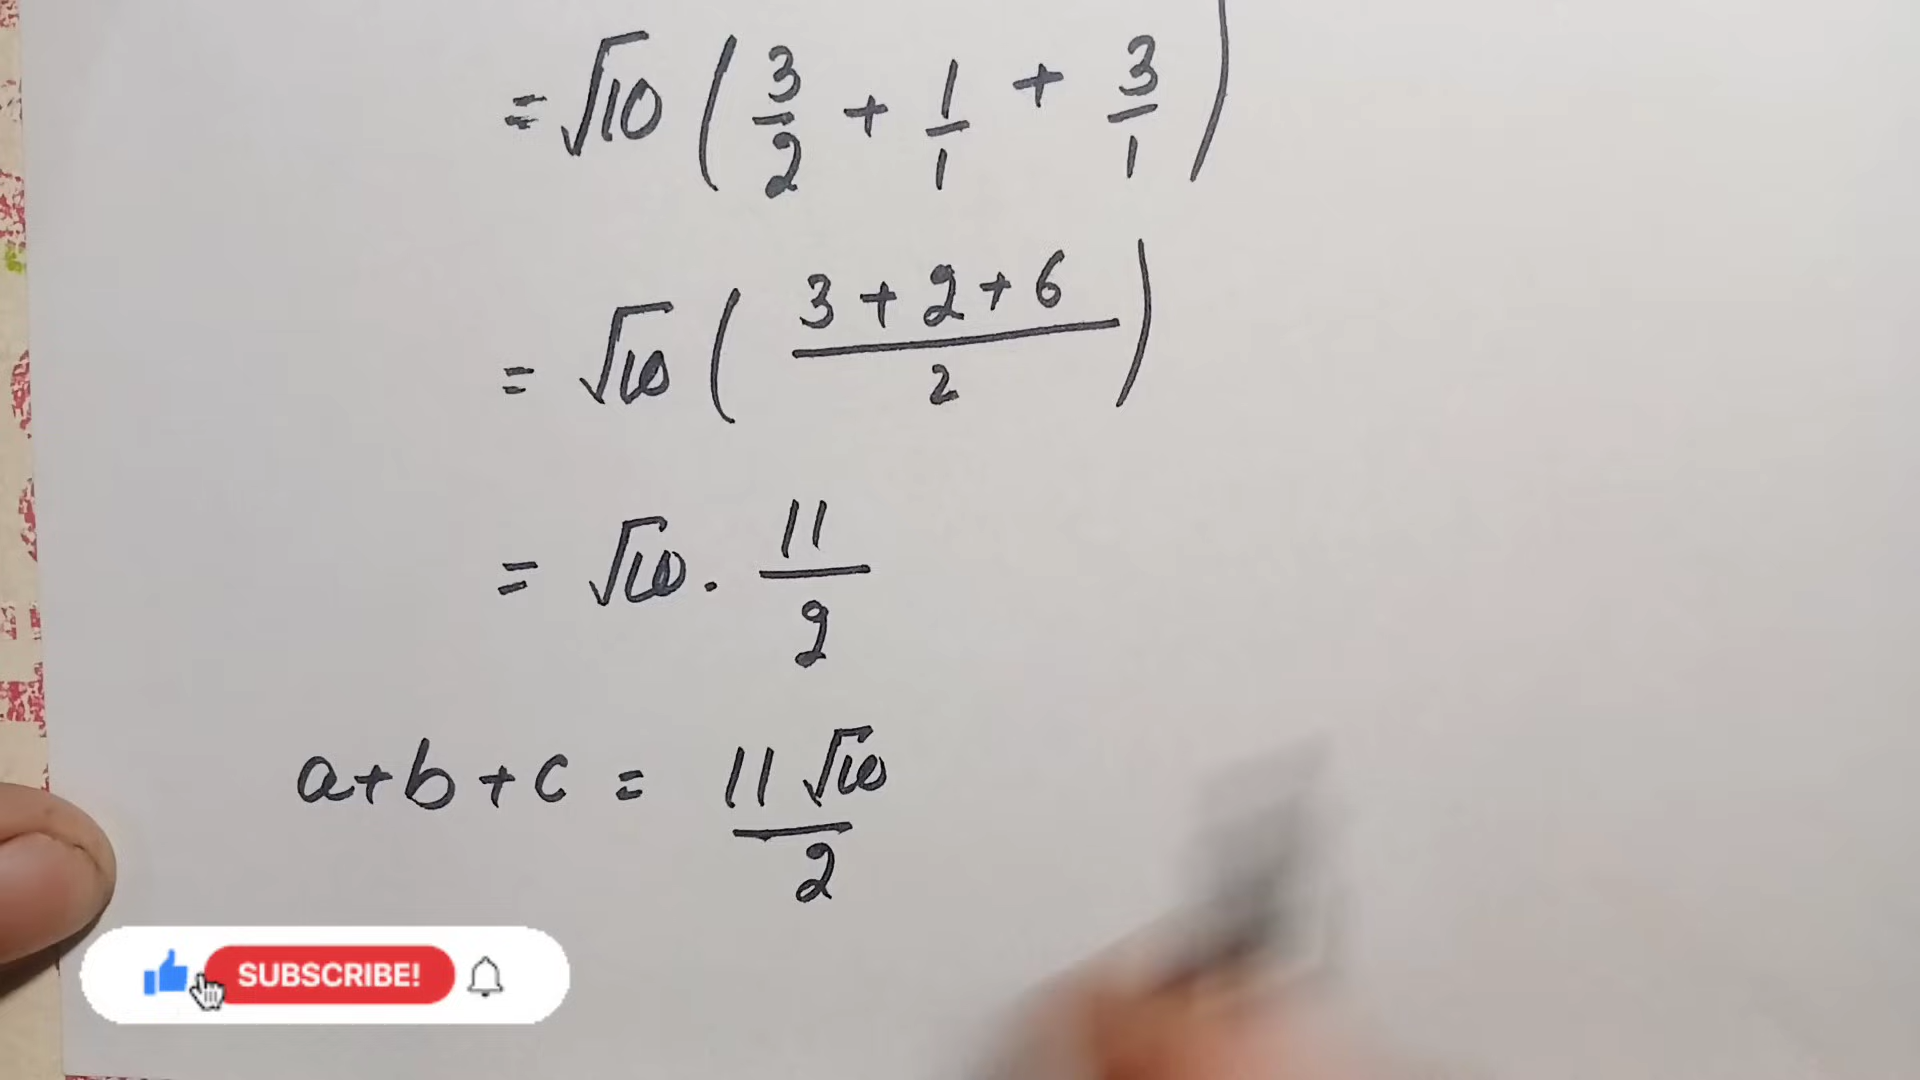 = √10 ( 3/2 + 1/1 + 3/1 )
= √10 ( (3 + 2 + 6)/2 )
= √10 . 11/2
a + b + c = 11√10/2
SUBSCRIBE!